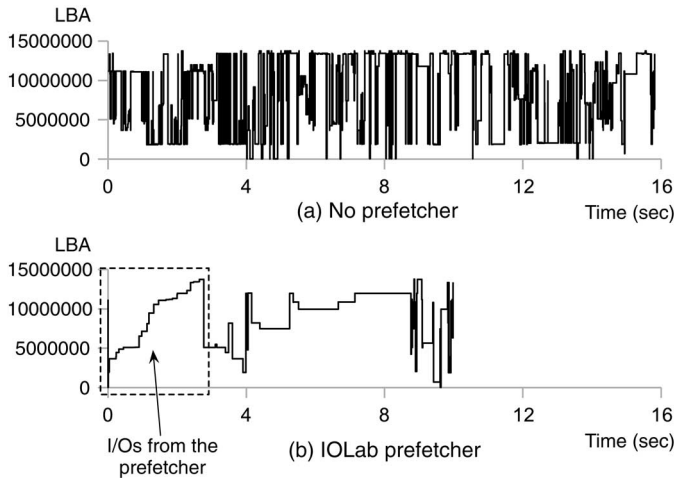 LBA
15000000
10000000
5000000
0
0 4 8 12 16
(a) No prefetcher Time (sec)
LBA
15000000
10000000
5000000
0
0 4 8 12 16
I/Os from the
prefetcher
(b) IOLab prefetcher Time (sec)